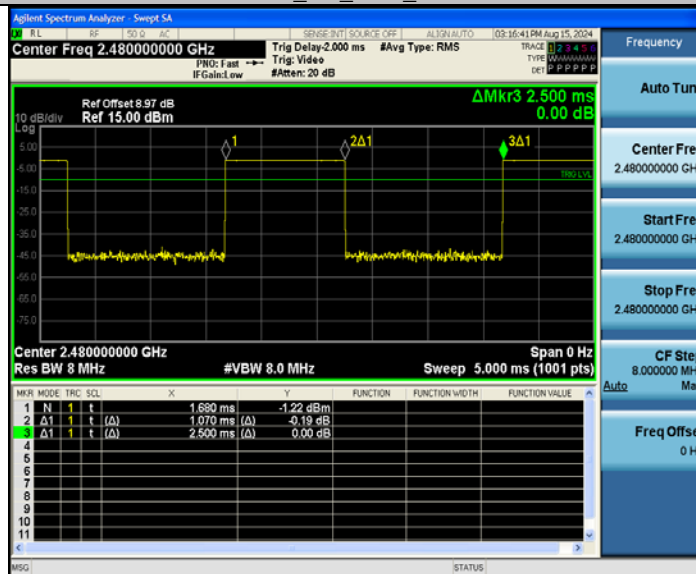 Agilent Spectrum Analyzer - Swept SA
RL RF 50 Ω AC SENSE:INT SOURCE OFF ALIGN AUTO 03:16:41 PM Aug 15, 2024
Center Freq 2.480000000 GHz
PNO: Fast
IFGain:Low
Trig Delay-2.000 ms #Avg Type: RMS
Trig: Video
#Atten: 20 dB
TRACE 1 2 3 4 5 6
TYPE WWWWWW
DET P P P P P P
ΔMkr3 2.500 ms
0.00 dB
Ref Offset 8.97 dB
10 dB/div Ref 15.00 dBm
Log
1
2Δ1
3Δ1
5.00
-5.00
TRIG LVL
-15.0
-25.0
-35.0
-45.0
-55.0
-65.0
-75.0
Center 2.480000000 GHz Span 0 Hz
Res BW 8 MHz #VBW 8.0 MHz Sweep 5.000 ms (1001 pts)
MKR MODE TRC SCL X Y FUNCTION FUNCTION WIDTH FUNCTION VALUE
1 N 1 t 1.680 ms -1.22 dBm
2 Δ1 1 t (Δ) 1.070 ms (Δ) -0.19 dB
3 Δ1 1 t (Δ) 2.500 ms (Δ) 0.00 dB
4
5
6
7
8
9
10
11
MSG STATUS
Frequency
Auto Tun
Center Fre
2.480000000 GH
Start Fre
2.480000000 GH
Stop Fre
2.480000000 GH
CF Ste
8.000000 MH
Auto Ma
Freq Offse
0 H